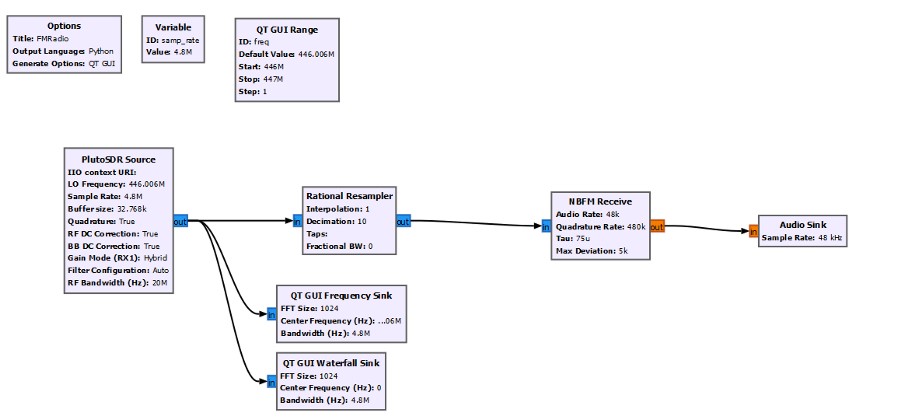 Options
Title: FMRadio
Output Language: Python
Generate Options: QT GUI
Variable
ID: samp_rate
Value: 4.8M
QT GUI Range
ID: freq
Default Value: 446.006M
Start: 446M
Stop: 447M
Step: 1
PlutoSDR Source
IIO context URI:
LO Frequency: 446.006M
Sample Rate: 4.8M
Buffer size: 32.768k
Quadrature: True
RF DC Correction: True
BB DC Correction: True
Gain Mode (RX1): Hybrid
Filter Configuration: Auto
RF Bandwidth (Hz): 20M
out
in
Rational Resampler
Interpolation: 1
Decimation: 10
Taps:
Fractional BW: 0
out
in
NBFM Receive
Audio Rate: 48k
Quadrature Rate: 480k
Tau: 75u
Max Deviation: 5k
out
in
Audio Sink
Sample Rate: 48 kHz
in
QT GUI Frequency Sink
FFT Size: 1024
Center Frequency (Hz): ...06M
Bandwidth (Hz): 4.8M
in
QT GUI Waterfall Sink
FFT Size: 1024
Center Frequency (Hz): 0
Bandwidth (Hz): 4.8M